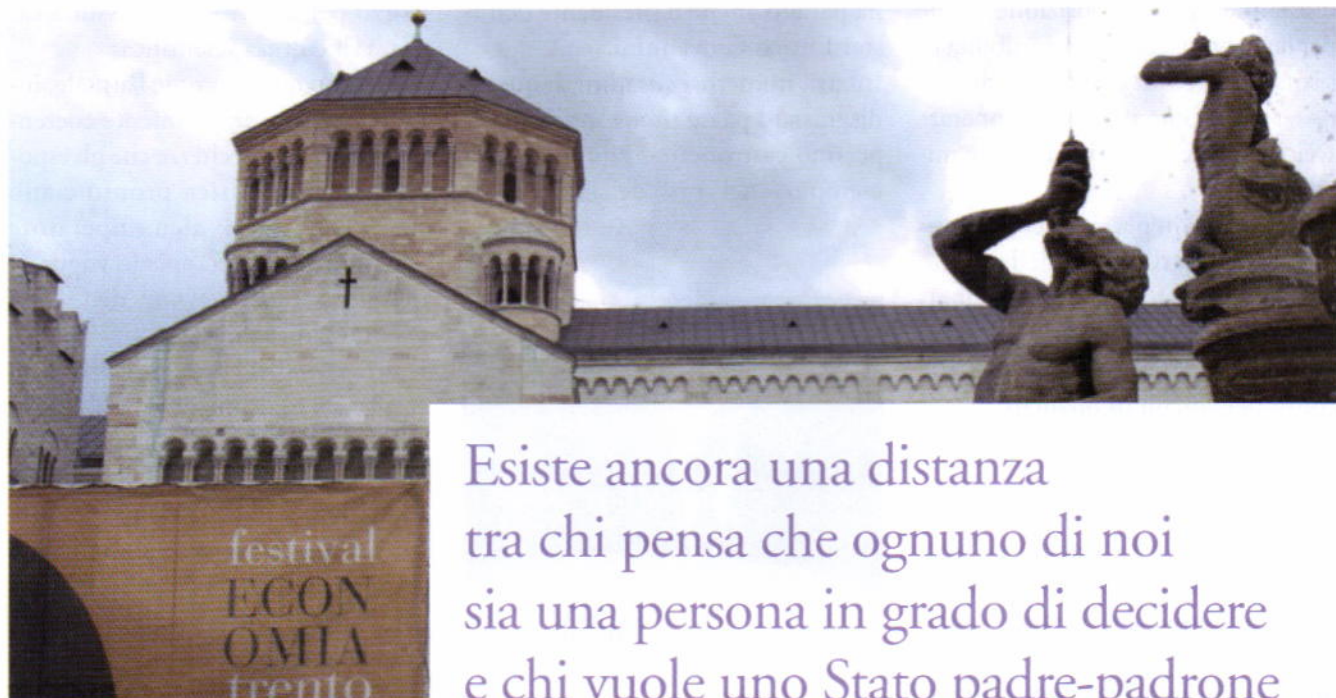 Esiste ancora una distanza
tra chi pensa che ognuno di noi
sia una persona in grado di decidere
e chi vuole uno Stato padre-padrone
festival
ECON
OMIA
trento